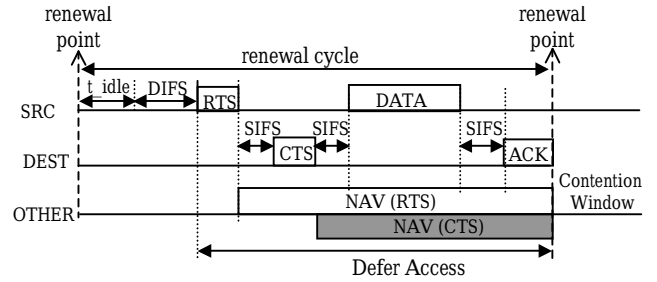 renewal point renewal point
renewal cycle
t_idle DIFS
SRC RTS DATA
SIFS SIFS SIFS
DEST CTS ACK
Contention Window
OTHER NAV (RTS)
NAV (CTS)
Defer Access